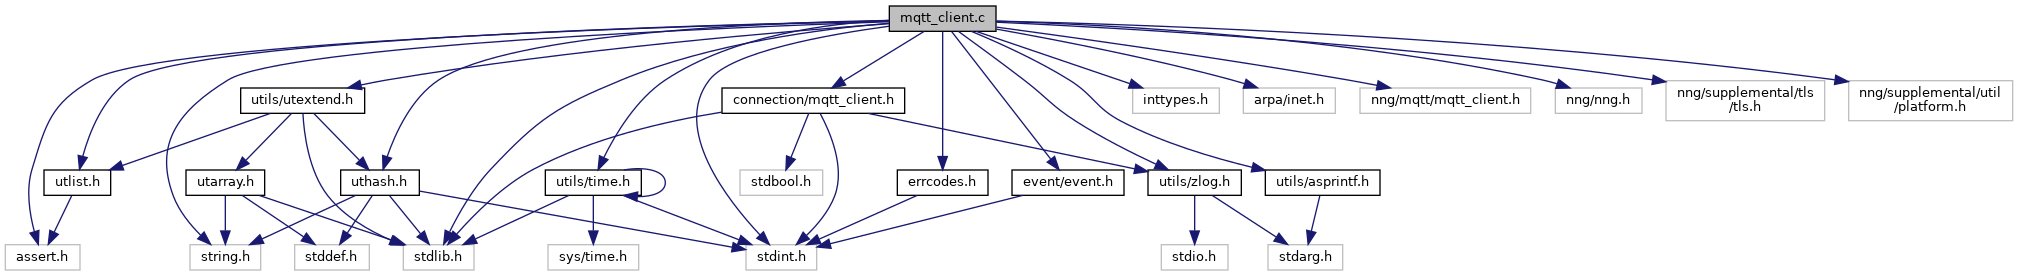 mqtt_client.c
utils/utextend.h
connection/mqtt_client.h
inttypes.h
arpa/inet.h
nng/mqtt/mqtt_client.h
nng/nng.h
nng/supplemental/tls
/tls.h
nng/supplemental/util
/platform.h
utlist.h
utarray.h
uthash.h
utils/time.h
stdbool.h
errcodes.h
event/event.h
utils/zlog.h
utils/asprintf.h
assert.h
string.h
stddef.h
stdlib.h
sys/time.h
stdint.h
stdio.h
stdarg.h